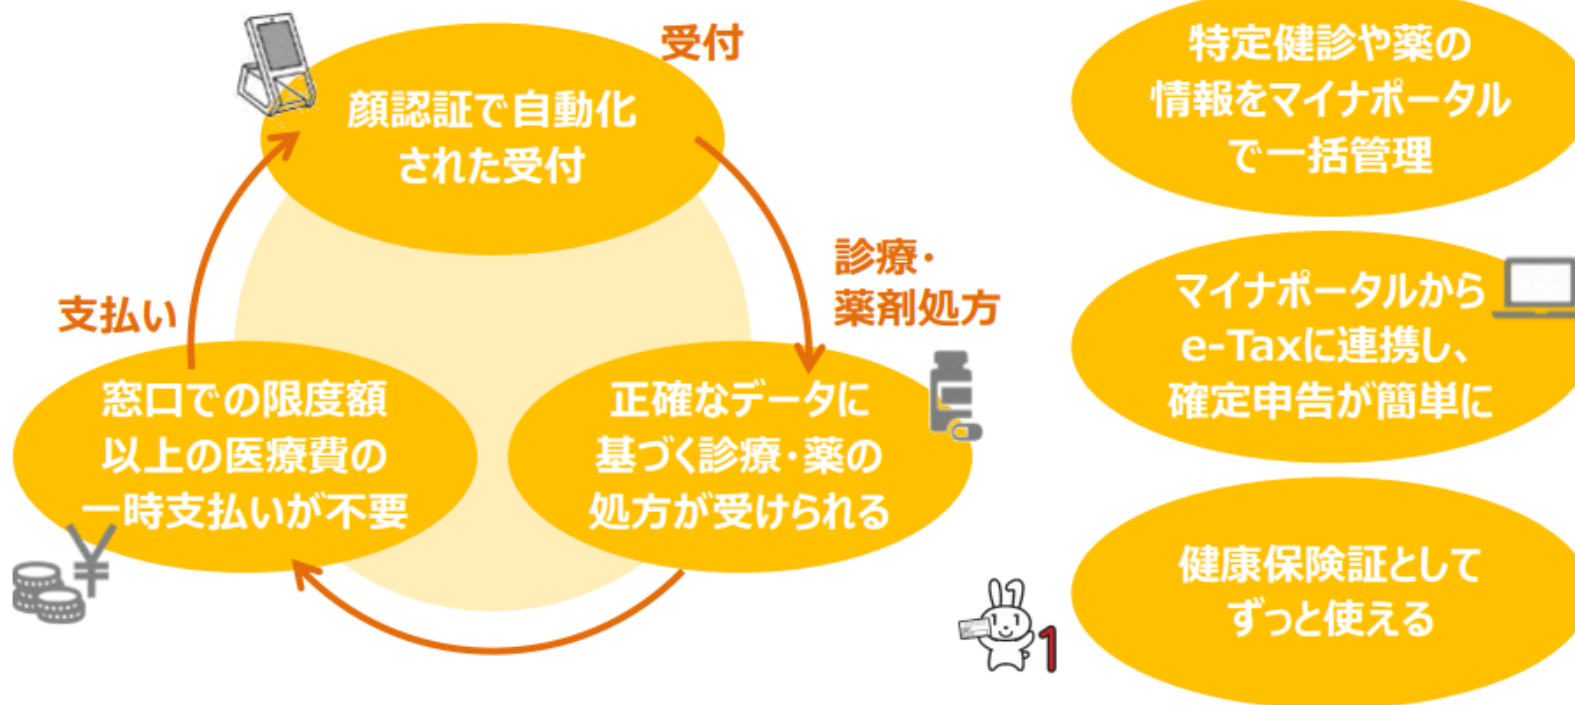 受付
顔認証で自動化
された受付
診療・
薬剤処方
正確なデータに
基づく診療・薬の
処方が受けられる
支払い
窓口での限度額
以上の医療費の
一時支払いが不要
¥
特定健診や薬の
情報をマイナポータル
で一括管理
マイナポータルから
e-Taxに連携し、
確定申告が簡単に
健康保険証として
ずっと使える
1